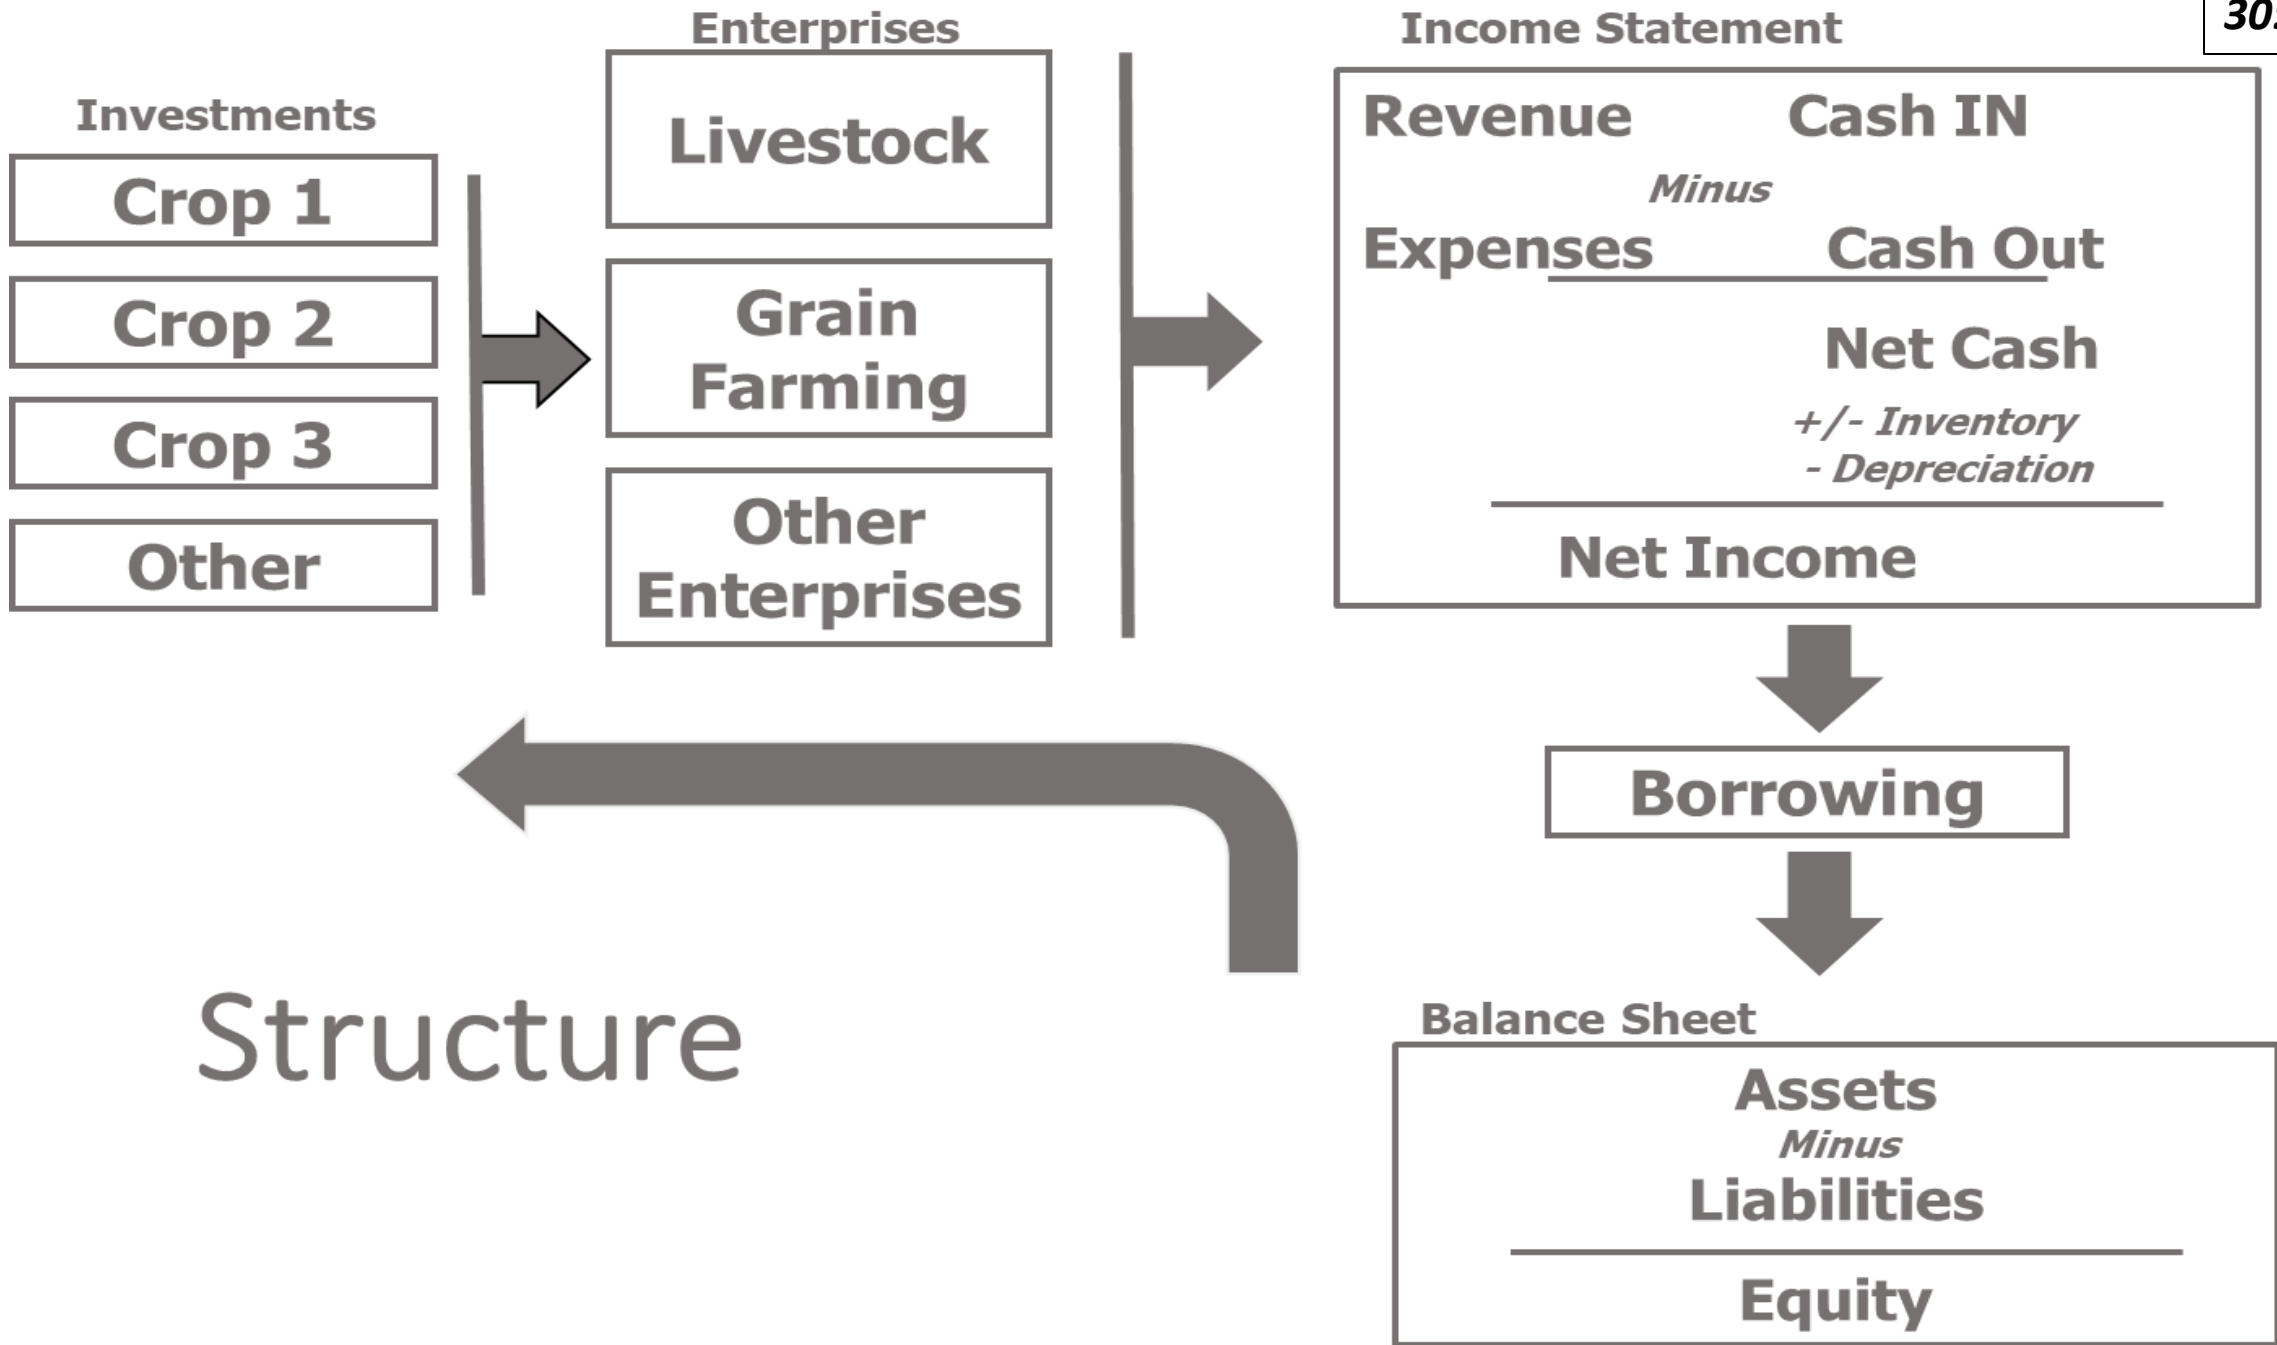 Investments
Crop 1
Crop 2
Crop 3
Other
Enterprises
Livestock
Grain
Farming
Other
Enterprises
Income Statement
Revenue Cash IN
Minus
Expenses Cash Out
Net Cash
+/- Inventory
- Depreciation
Net Income
Borrowing
Balance Sheet
Assets
Minus
Liabilities
Equity
Structure